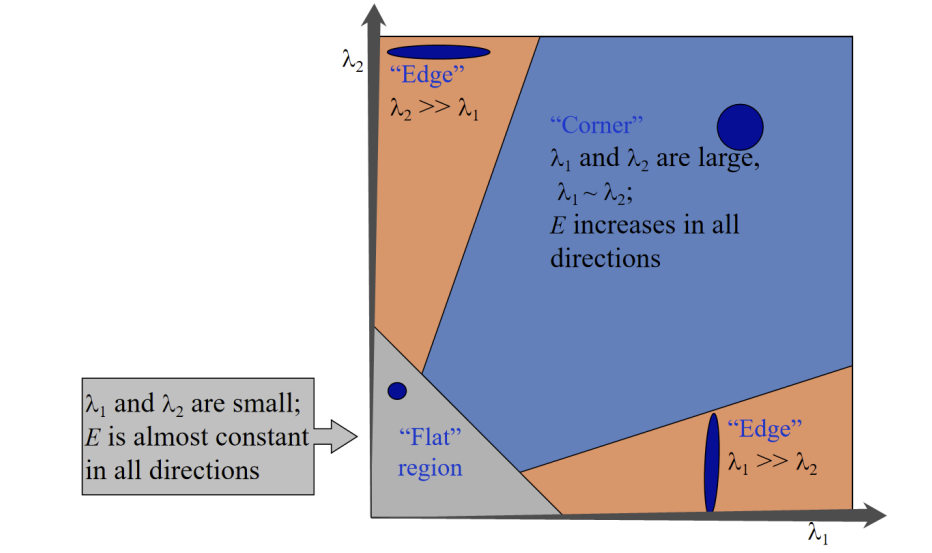 λ₂
“Edge”
λ₂ >> λ₁
“Corner”
λ₁ and λ₂ are large,
λ₁ ~ λ₂;
E increases in all
directions
λ₁ and λ₂ are small;
E is almost constant
in all directions
“Flat”
region
“Edge”
λ₁ >> λ₂
λ₁